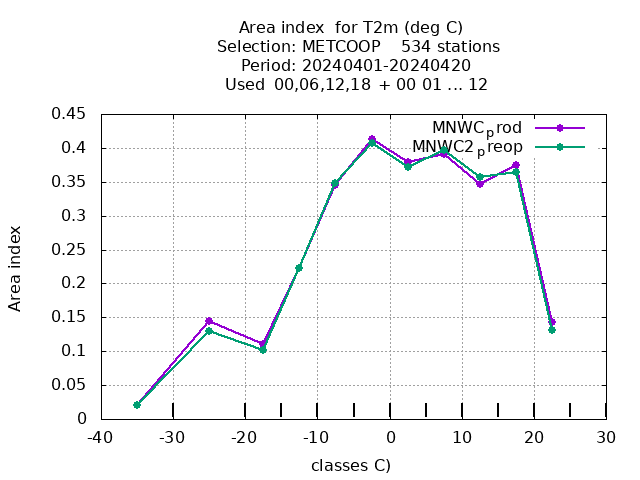 Area index  for T2m (deg C)
Selection: METCOOP    534 stations
Period: 20240401-20240420
Used  00,06,12,18  + 00 01 ... 12
MNWCprod
MNWC2preop
0.45
0.4
0.35
0.3
0.25
0.2
0.15
0.1
0.05
0
Area index
-40 -30 -20 -10 0 10 20 30
classes C)